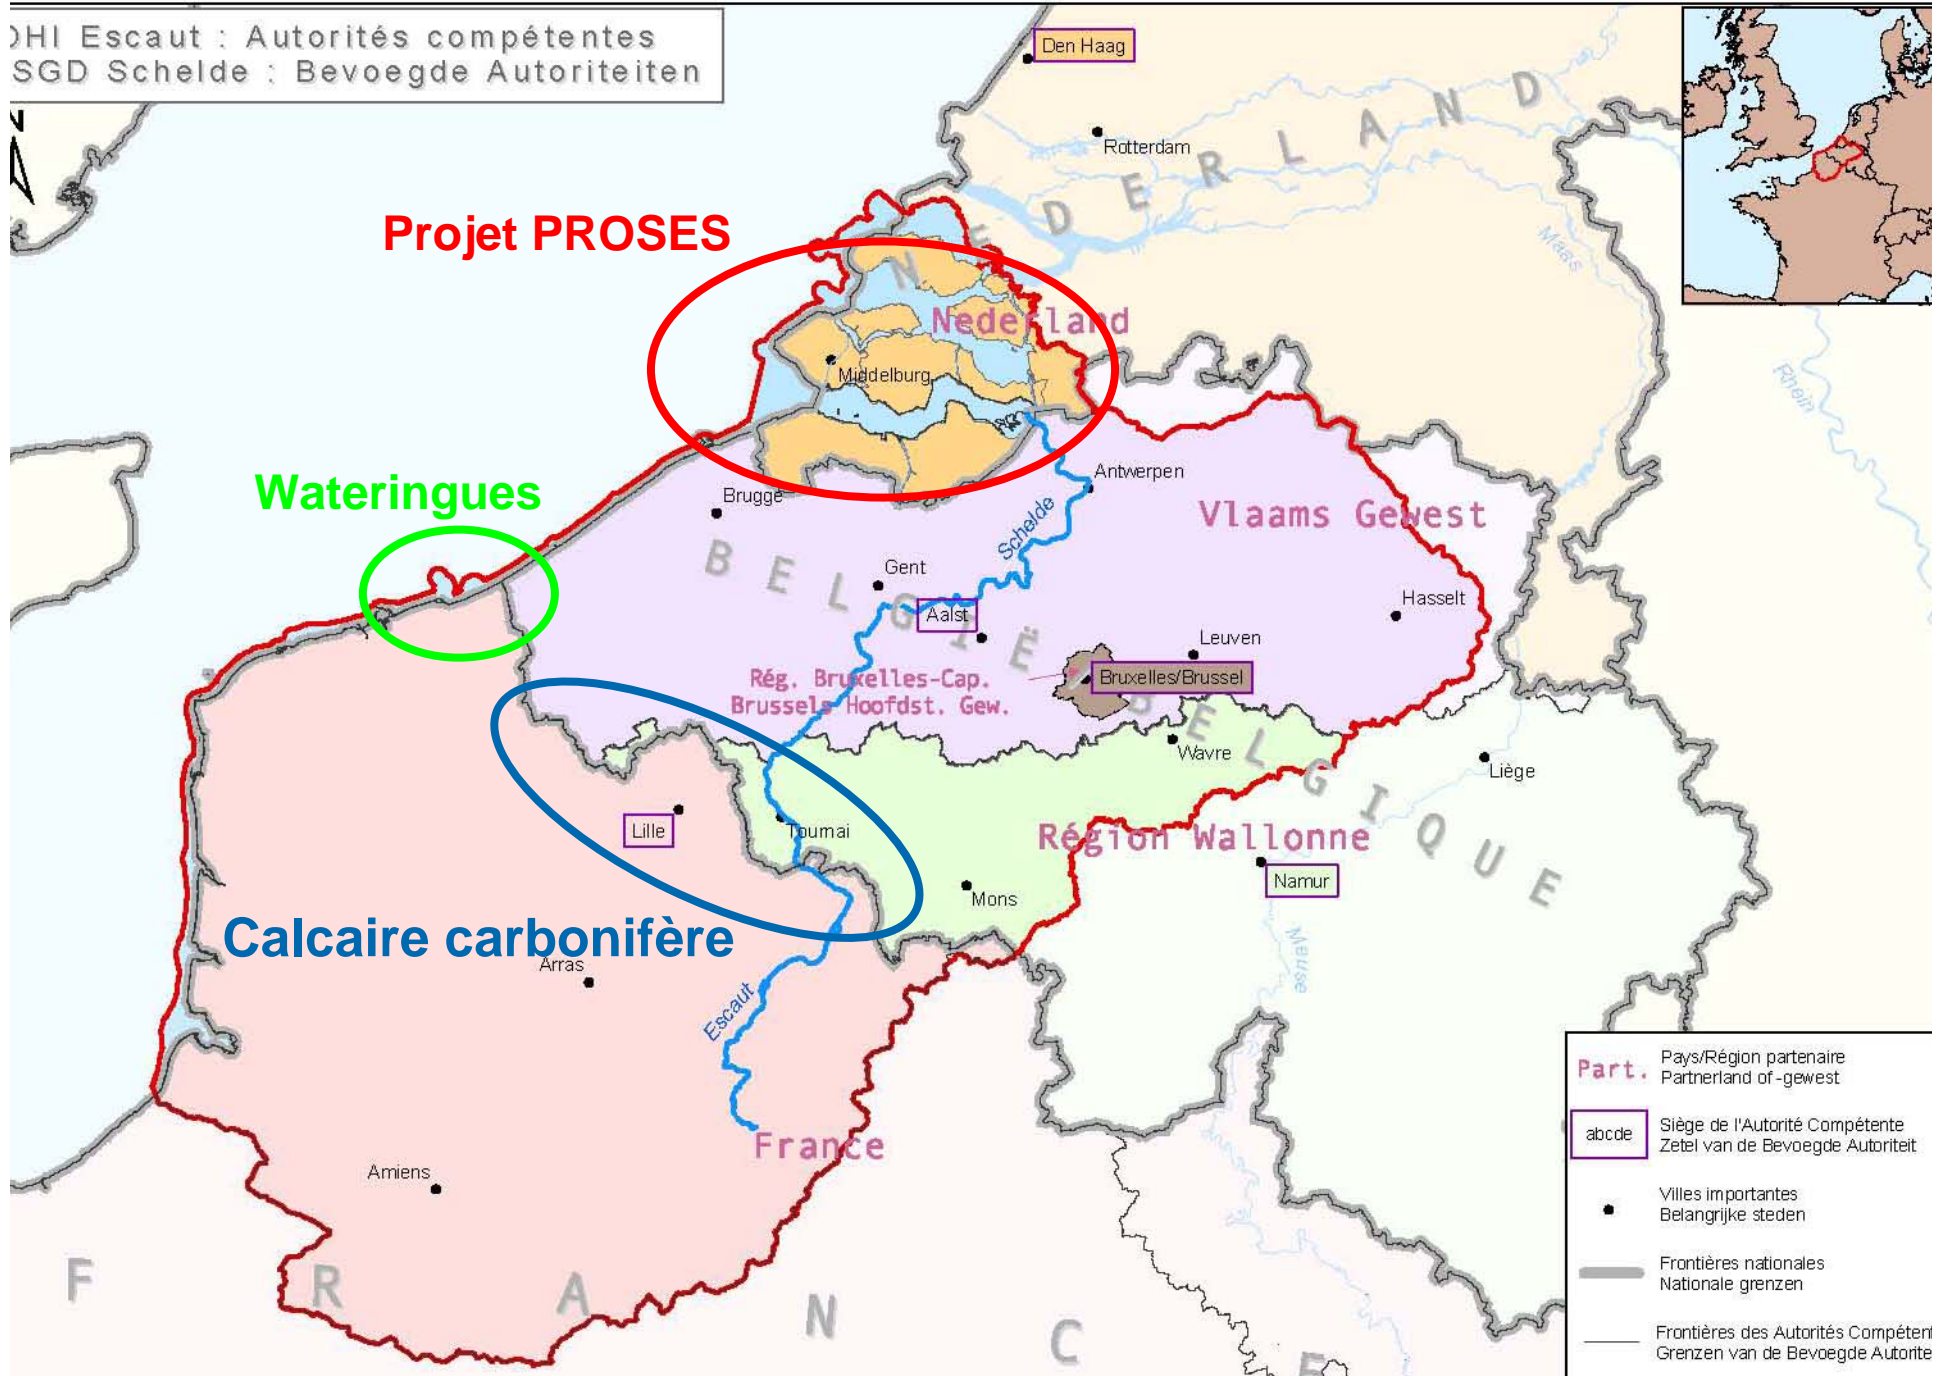 DHI Escaut : Autorités compétentes
SGD Schelde : Bevoegde Autoriteiten
N
Den Haag
Rotterdam
NEDERLAND
Maas
Rhein
Projet PROSES
Nederland
Middelburg
Antwerpen
Brugge
Wateringues
Schelde
Vlaams Gewest
Gent
Aalst
Hasselt
Leuven
BELGIË / BELGIQUE
Rég. Bruxelles-Cap.
Brussels Hoofdst. Gew.
Bruxelles/Brussel
Wavre
Liège
Lille
Tournai
Région Wallonne
Namur
Mons
Calcaire carbonifère
Arras
Meuse
Escaut
France
Amiens
FRANCE
Part.
Pays/Région partenaire
Partnerland of -gewest
abcde
Siège de l'Autorité Compétente
Zetel van de Bevoegde Autoriteit
Villes importantes
Belangrijke steden
Frontières nationales
Nationale grenzen
Frontières des Autorités Compéten
Grenzen van de Bevoegde Autorite